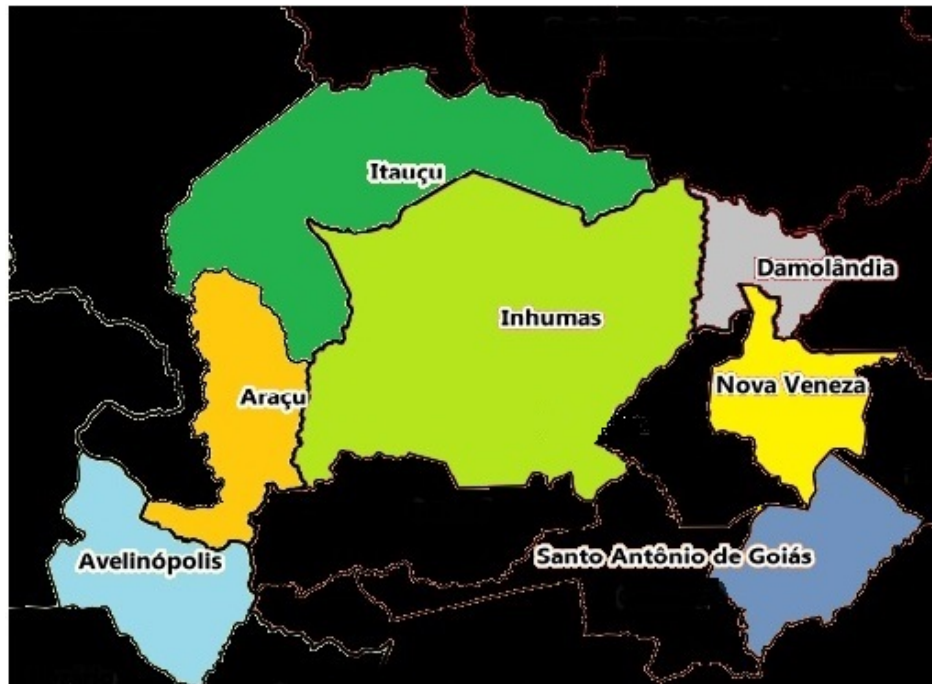 Itauçu
Damolândia
Inhumas
Nova Veneza
Araçu
Santo Antônio de Goiás
Avelinópolis